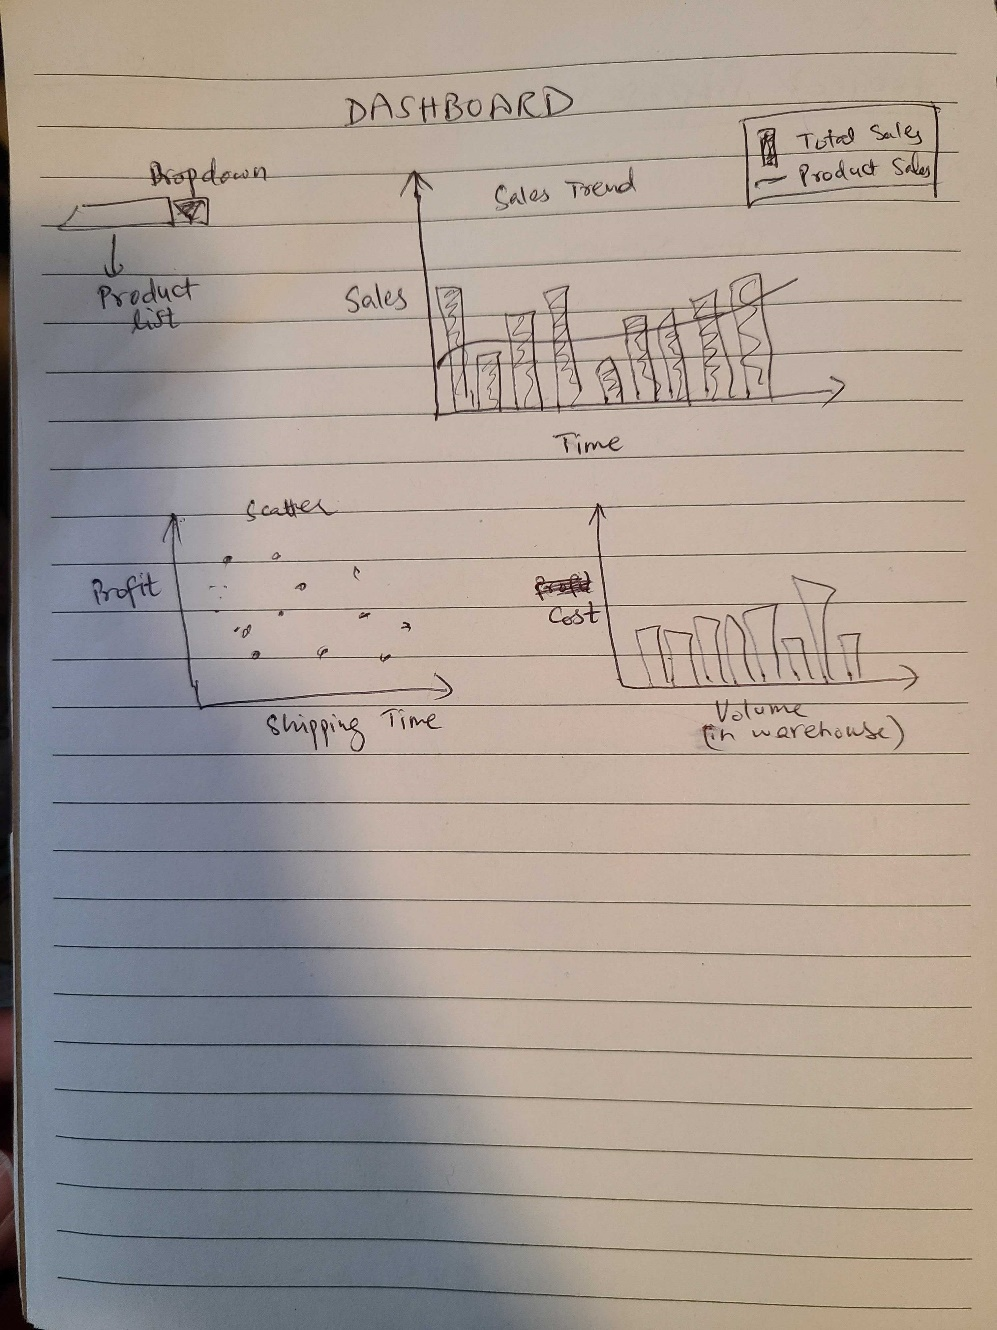 DASHBOARD
Total Sales
Product Sales
Dropdown
Sales Trend
Product
list
Sales
Time
Scatter
Profit
Cost
Shipping Time
Volume
(in warehouse)